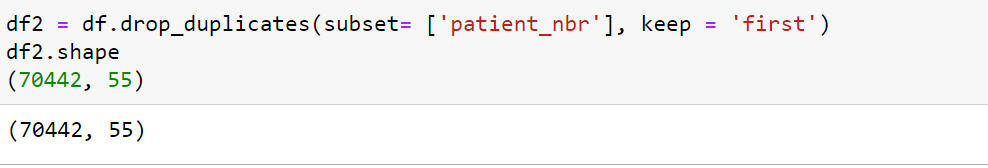 df2 = df.drop_duplicates(subset= ['patient_nbr'], keep = 'first')
df2.shape
(70442, 55)
(70442, 55)